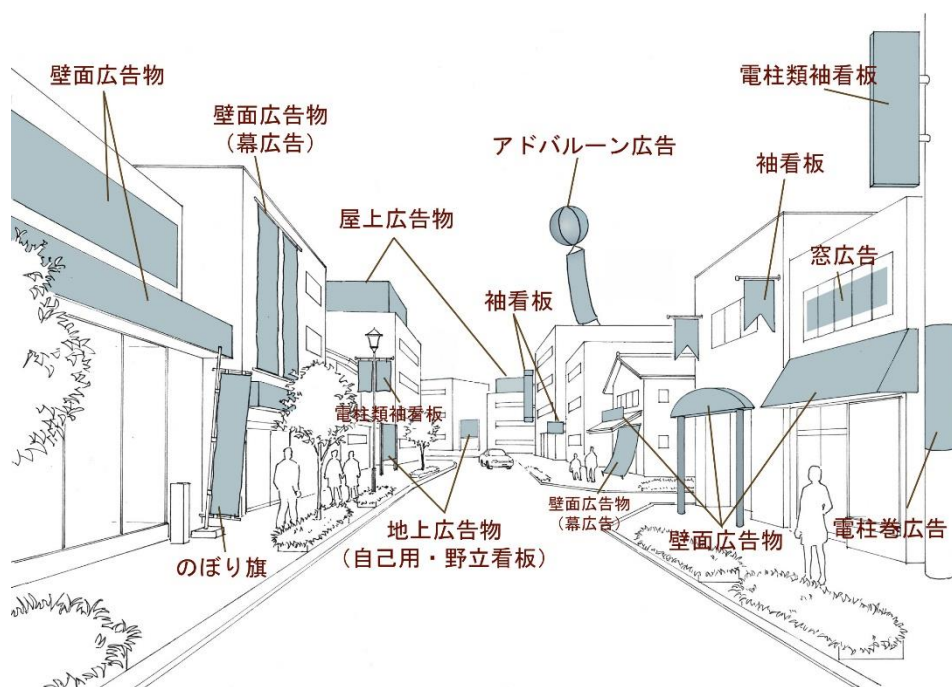 壁面広告物
壁面広告物
(幕広告)
電柱類袖看板
アドバルーン広告
袖看板
屋上広告物
窓広告
袖看板
電柱類袖看板
壁面広告物
(幕広告)
地上広告物
(自己用・野立看板)
壁面広告物
電柱巻広告
のぼり旗